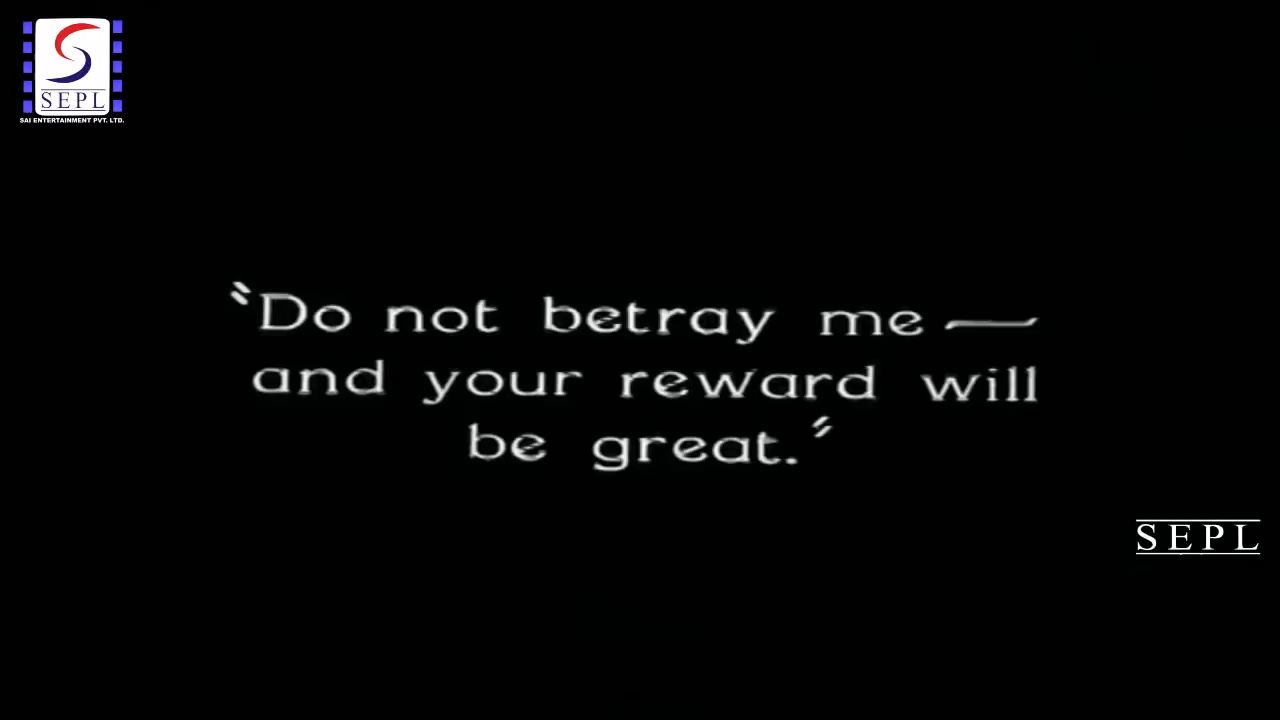 SEPL
SAI ENTERTAINMENT PVT. LTD.
"Do not betray me —
and your reward will
be great."
SEPL